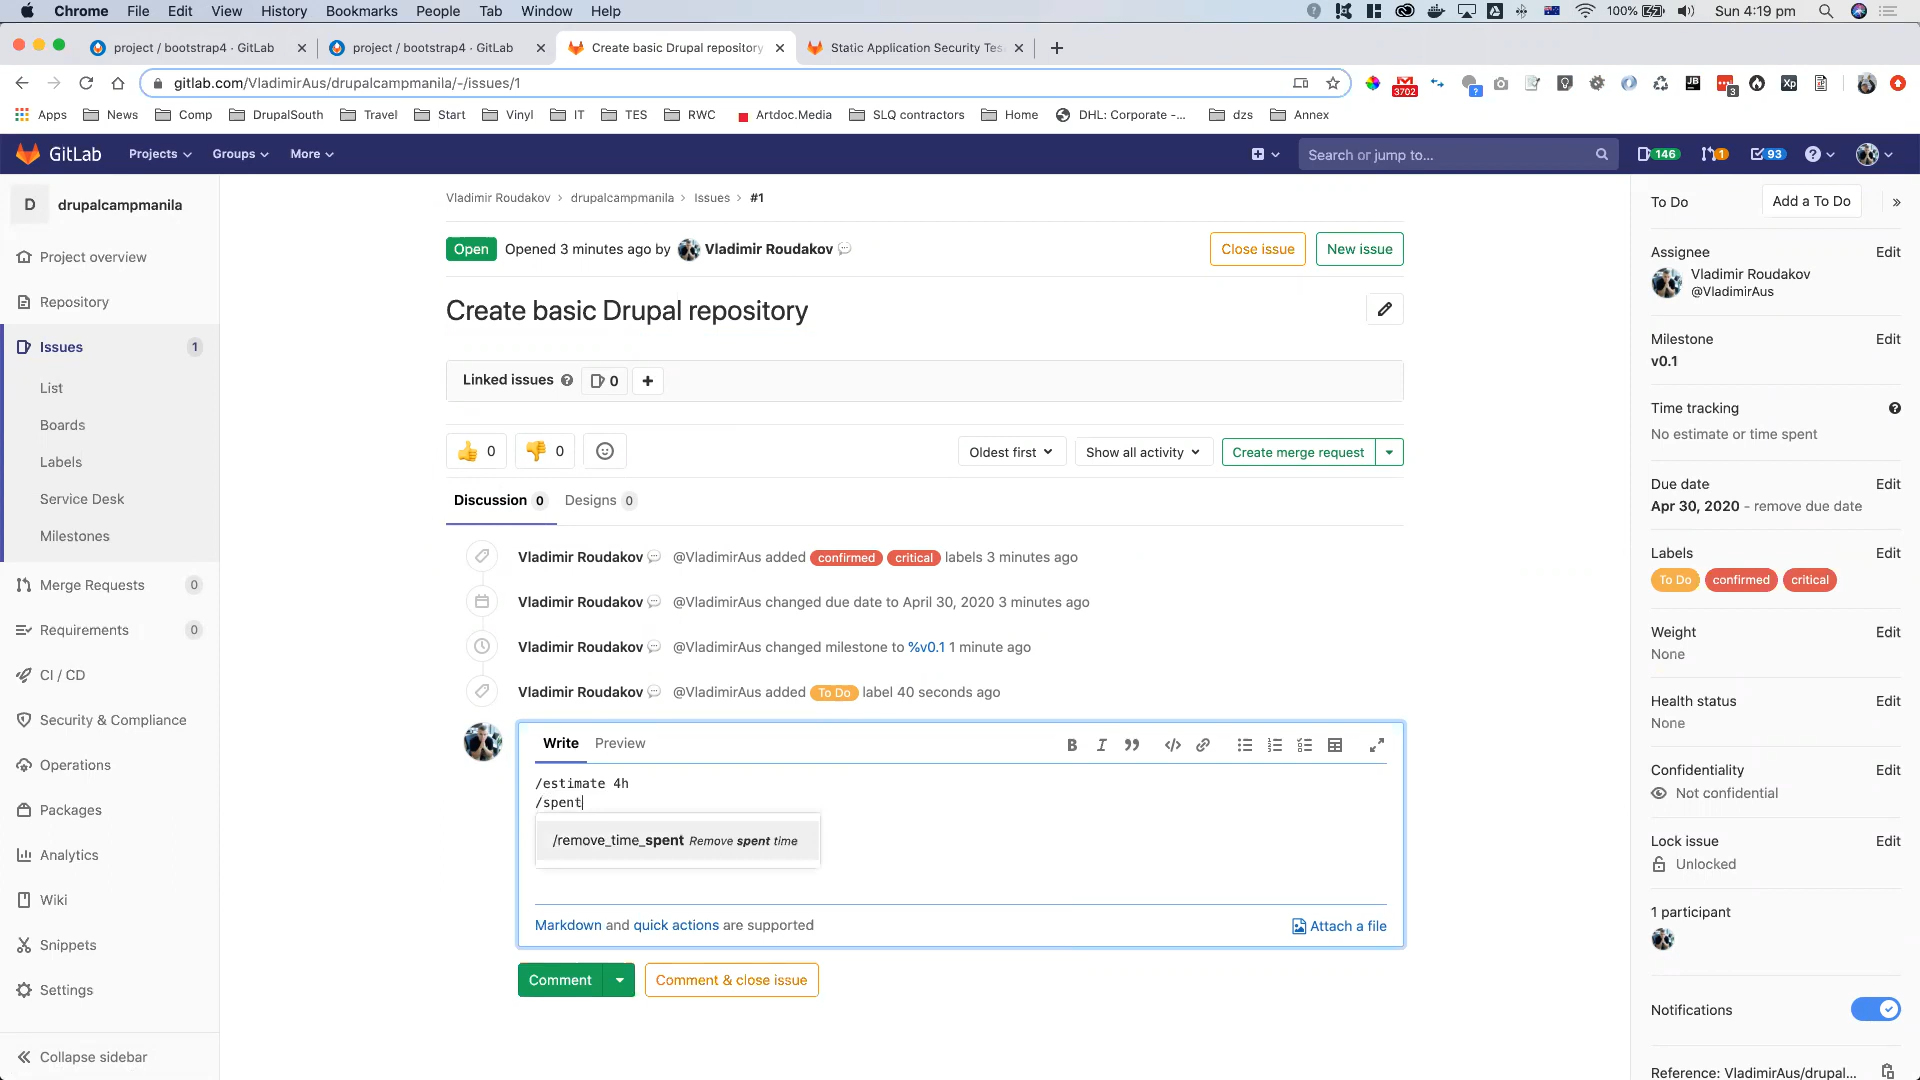 Chrome File Edit View History Bookmarks People Tab Window Help 100% Sun 4:19 pm
project / bootstrap4 · GitLab project / bootstrap4 · GitLab Create basic Drupal repository Static Application Security Tes
gitlab.com/VladimirAus/drupalcampmanila/-/issues/1 3702 ? JB 3 Xp
Apps News Comp DrupalSouth Travel Start Vinyl IT TES RWC Artdoc.Media SLQ contractors Home DHL: Corporate -... dzs Annex
GitLab Projects Groups More Search or jump to... 146 1 93
D drupalcampmanila
Project overview
Repository
Issues 1
List
Boards
Labels
Service Desk
Milestones
Merge Requests 0
Requirements 0
CI / CD
Security & Compliance
Operations
Packages
Analytics
Wiki
Snippets
Settings
Collapse sidebar
Vladimir Roudakov › drupalcampmanila › Issues › #1
Open Opened 3 minutes ago by Vladimir Roudakov Close issue New issue
Create basic Drupal repository
Linked issues ? 0 +
0 0 Oldest first Show all activity Create merge request
Discussion 0 Designs 0
Vladimir Roudakov @VladimirAus added confirmed critical labels 3 minutes ago
Vladimir Roudakov @VladimirAus changed due date to April 30, 2020 3 minutes ago
Vladimir Roudakov @VladimirAus changed milestone to %v0.1 1 minute ago
Vladimir Roudakov @VladimirAus added To Do label 40 seconds ago
Write Preview B I
/estimate 4h
/spent
/remove_time_spent Remove spent time
Markdown and quick actions are supported Attach a file
Comment Comment & close issue
To Do Add a To Do »
Assignee Edit
Vladimir Roudakov
@VladimirAus
Milestone Edit
v0.1
Time tracking ?
No estimate or time spent
Due date Edit
Apr 30, 2020 - remove due date
Labels Edit
To Do confirmed critical
Weight Edit
None
Health status Edit
None
Confidentiality Edit
Not confidential
Lock issue Edit
Unlocked
1 participant
Notifications
Reference: VladimirAus/drupal...